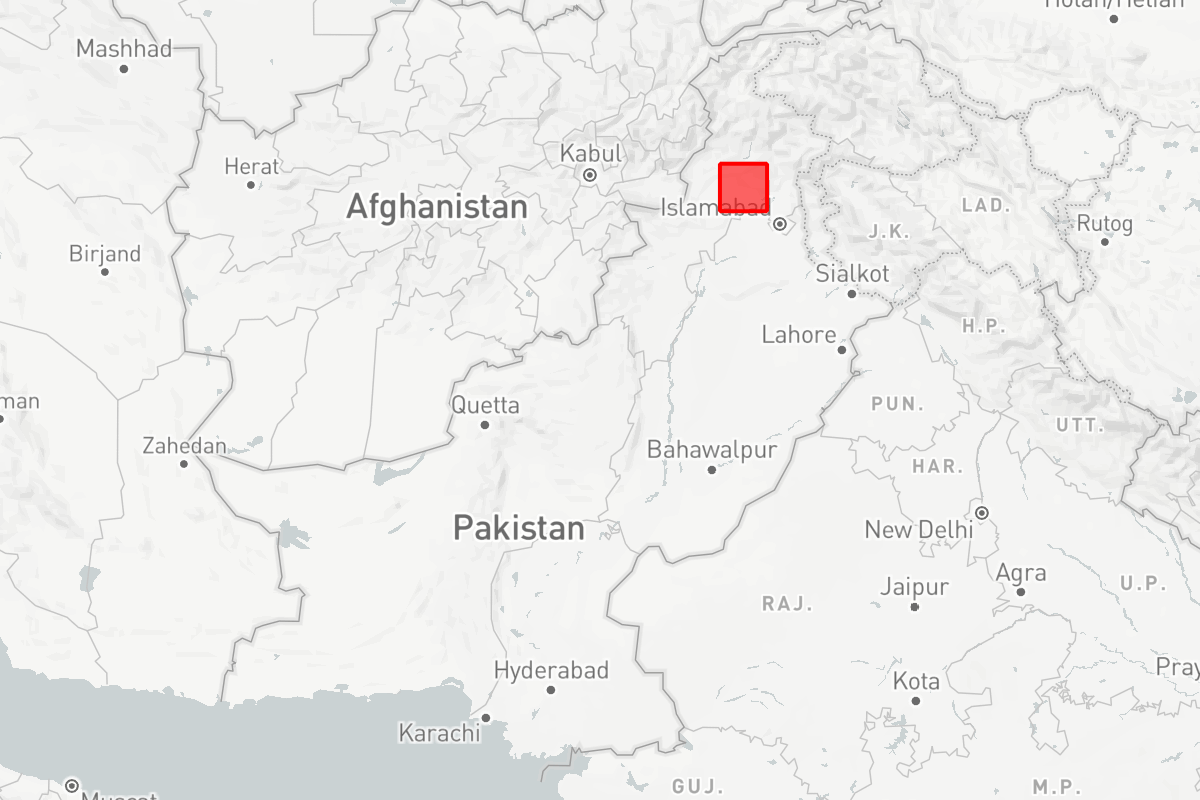 Mashhad
Kabul
Herat
Afghanistan
Islamabad
LAD.
J.K.
Rutog
Birjand
Sialkot
H.P.
Lahore
Quetta
PUN.
UTT.
Zahedan
Bahawalpur
HAR.
Pakistan
New Delhi
Agra
Jaipur
U.P.
RAJ.
Hyderabad
Kota
Karachi
GUJ.
M.P.